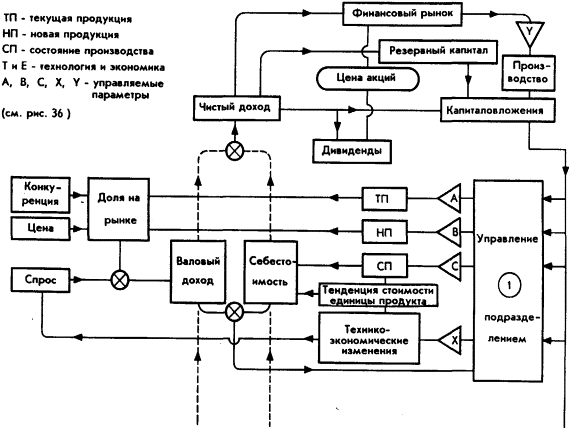 ТП - текущая продукция
НП - новая продукция
СП - состояние производства
Т и Е - технология и экономика
А, В, С, X, Y - управляемые
параметры
(см. рис. 36 )
Финансовый рынок
Y
Резервный капитал
Произ-
водство
Цена акций
Чистый доход
Капиталовложения
Дивиденды
Конку-
ренция
Цена
Доля на
рынке
ТП
А
НП
В
Управление
1
подразде-
лением
Спрос
Валовый
доход
Себесто-
имость
СП
С
Тенденция стоимости
единицы продукта
Технико-
экономические
изменения
X